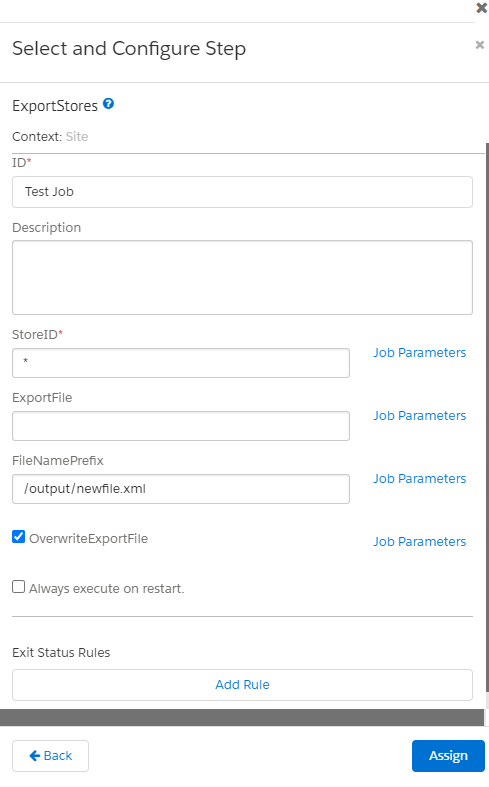 Select and Configure Step
ExportStores
Context: Site
ID*
Test Job
Description
StoreID*
*
Job Parameters
ExportFile
Job Parameters
FileNamePrefix
/output/newfile.xml
Job Parameters
OverwriteExportFile
Job Parameters
Always execute on restart.
Exit Status Rules
Add Rule
Back
Assign